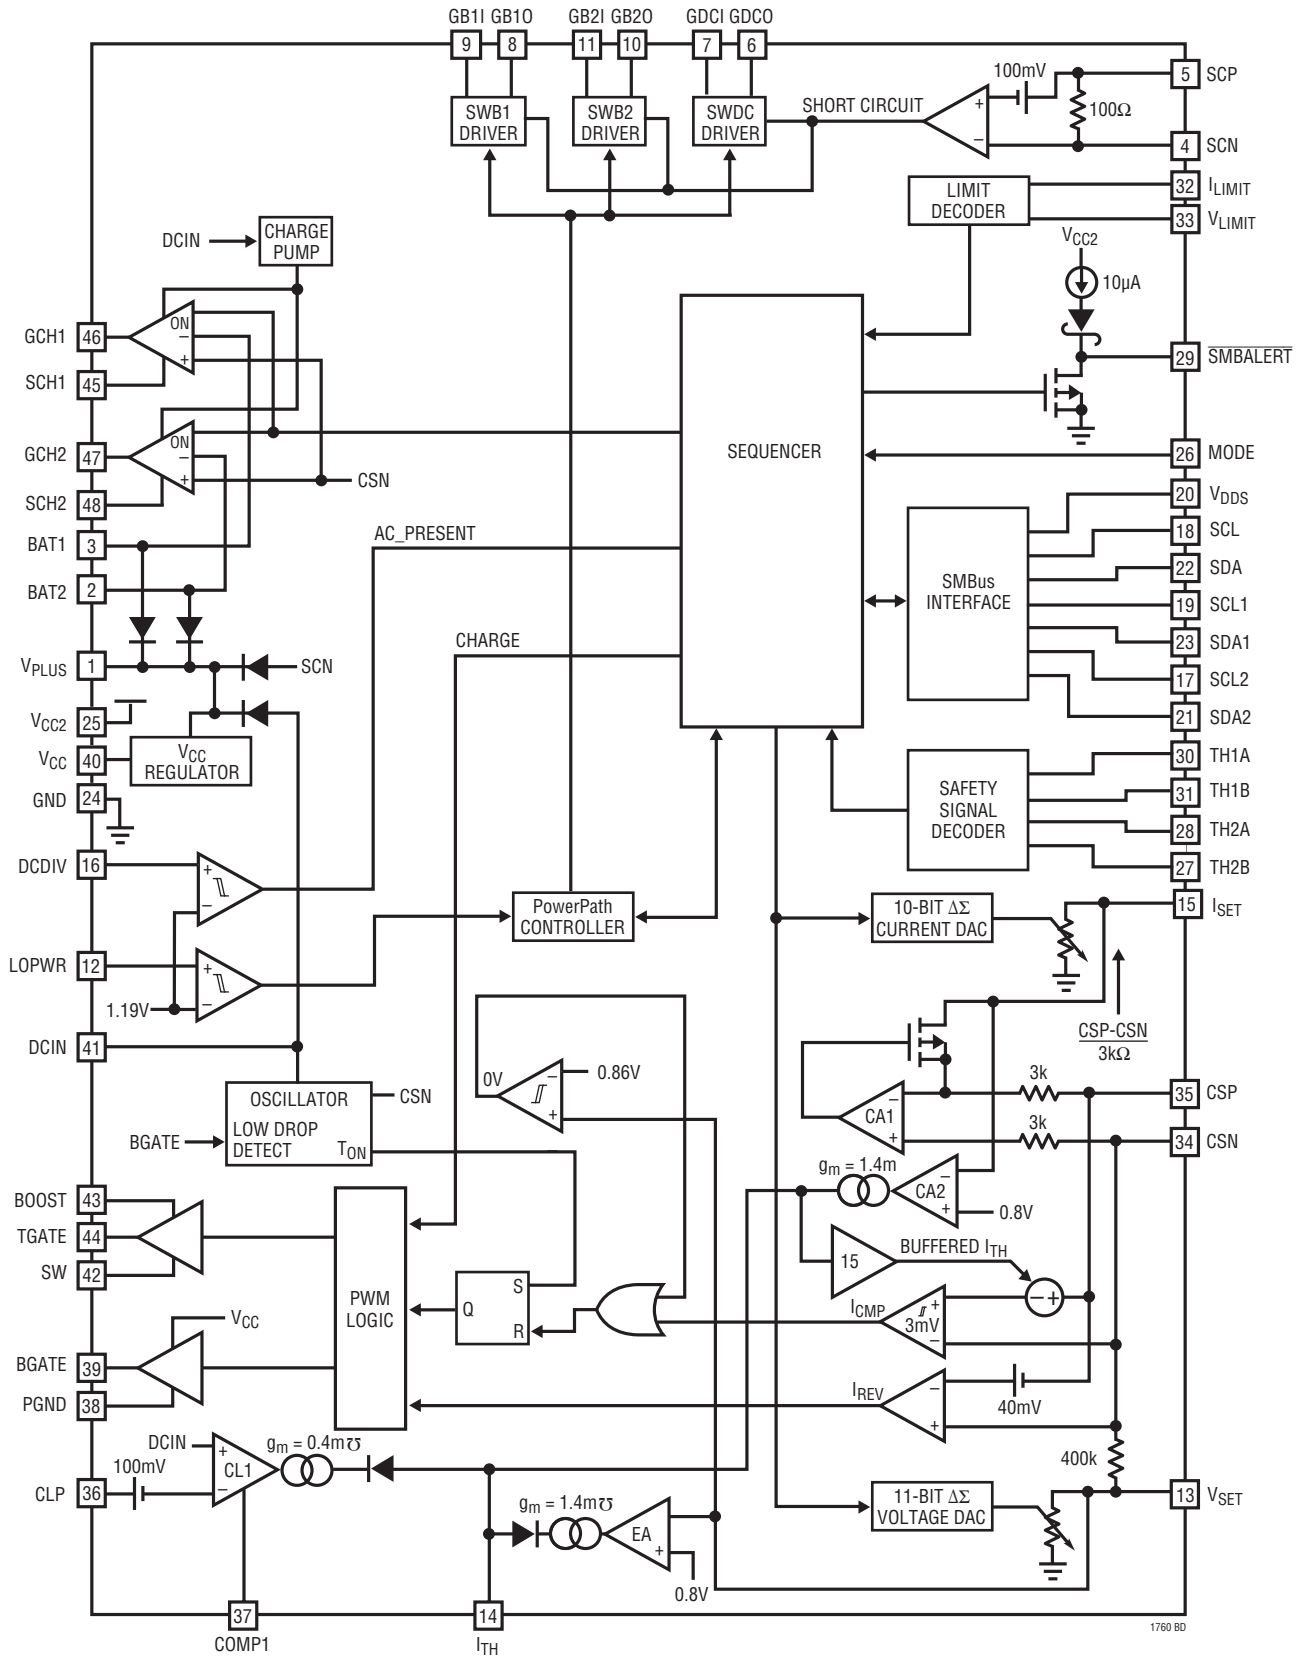 GB1I GB1O GB2I GB2O GDCI GDCO
9 8 11 10 7 6
SWB1
DRIVER
SWB2
DRIVER
SWDC
DRIVER
SHORT CIRCUIT
100mV
+
−
100Ω
5 SCP
4 SCN
LIMIT
DECODER
32 ILIMIT
33 VLIMIT
VCC2
10µA
29 SMBALERT
DCIN
CHARGE
PUMP
GCH1 46
ON
−
+
SCH1 45
GCH2 47
ON
−
+
CSN
SCH2 48
BAT1 3
BAT2 2
AC_PRESENT
SEQUENCER
26 MODE
SMBus
INTERFACE
20 VDDS
18 SCL
22 SDA
19 SCL1
23 SDA1
17 SCL2
21 SDA2
CHARGE
VPLUS 1
SCN
VCC2 25
VCC 40
VCC
REGULATOR
GND 24
SAFETY
SIGNAL
DECODER
30 TH1A
31 TH1B
28 TH2A
27 TH2B
DCDIV 16
+
−
LOPWR 12
+
−
1.19V
PowerPath
CONTROLLER
10-BIT ΔΣ
CURRENT DAC
15 ISET
CSP-CSN
3kΩ
DCIN 41
OSCILLATOR
LOW DROP
DETECT
TON
CSN
BGATE
0V
−
+
0.86V
CA1
−
+
3k
3k
35 CSP
34 CSN
gm = 1.4m
CA2
−
+
0.8V
15
BUFFERED ITH
−+
BOOST 43
TGATE 44
SW 42
PWM
LOGIC
S
Q
R
ICMP
+
3mV
−
VCC
BGATE 39
PGND 38
IREV
−
+
40mV
400k
DCIN
100mV
CLP 36
+
CL1
−
gm = 0.4m℧
gm = 1.4m℧
EA
+
0.8V
11-BIT ΔΣ
VOLTAGE DAC
13 VSET
37
COMP1
14
ITH
1760 BD